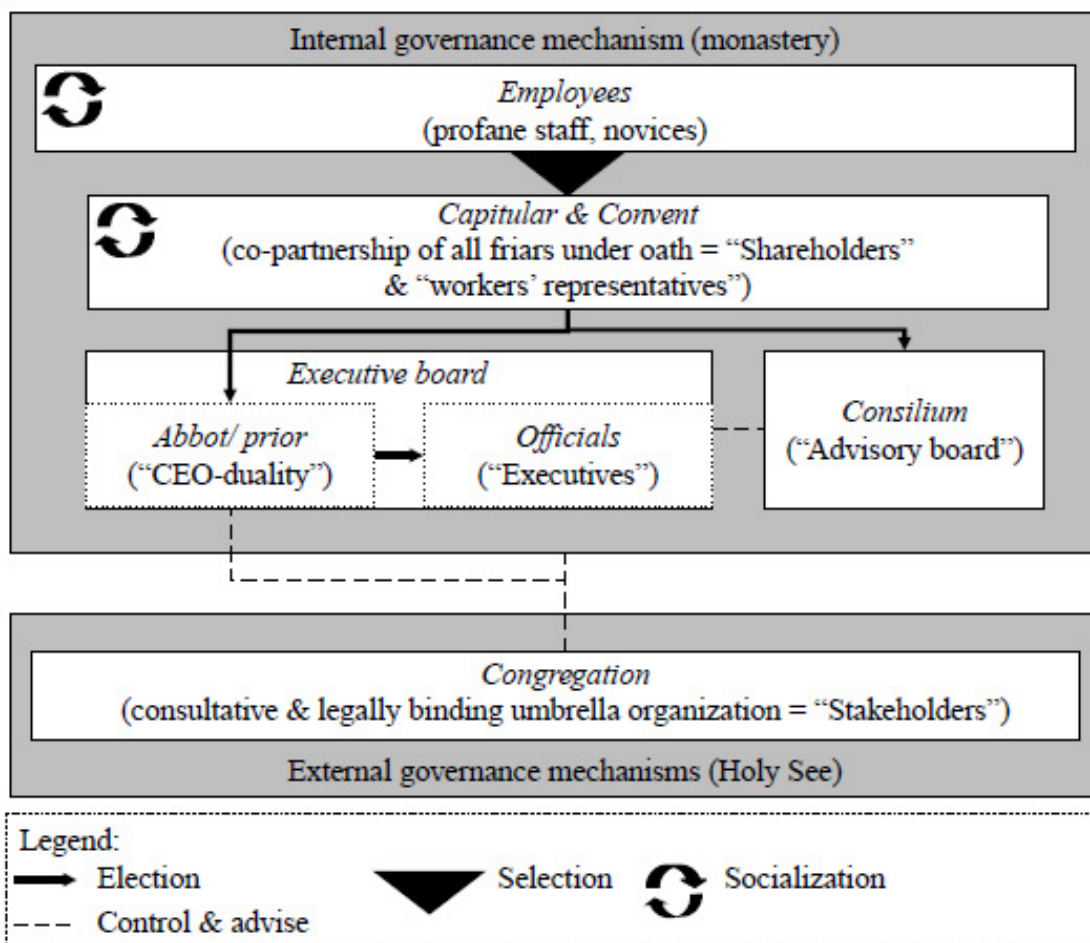 Internal governance mechanism (monastery)
Employees
(profane staff, novices)
Capitular & Convent
(co-partnership of all friars under oath = “Shareholders”
& “workers’ representatives”)
Executive board
Abbot/ prior
(“CEO-duality”)
Officials
(“Executives”)
Consilium
(“Advisory board”)
Congregation
(consultative & legally binding umbrella organization = “Stakeholders”)
External governance mechanisms (Holy See)
Legend:
Election
Selection
Socialization
Control & advise